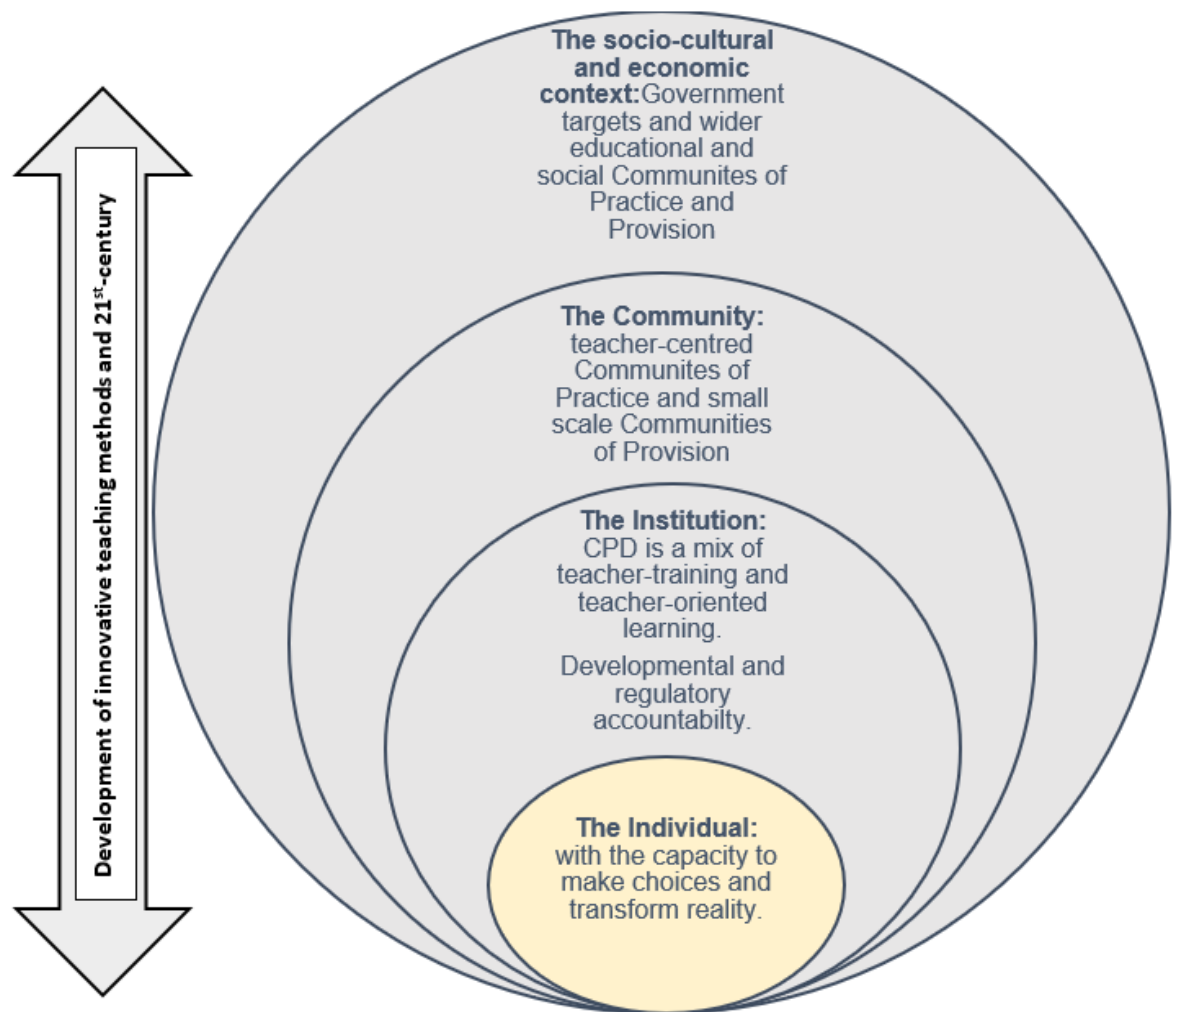 The socio-cultural
and economic
context:Government
targets and wider
educational and
social Communites of
Practice and
Provision
The Community:
teacher-centred
Communites of
Practice and small
scale Communities
of Provision
The Institution:
CPD is a mix of
teacher-training and
teacher-oriented
learning.
Developmental and
regulatory
accountabilty.
The Individual:
with the capacity to
make choices and
transform reality.
Development of innovative teaching methods and 21st-century